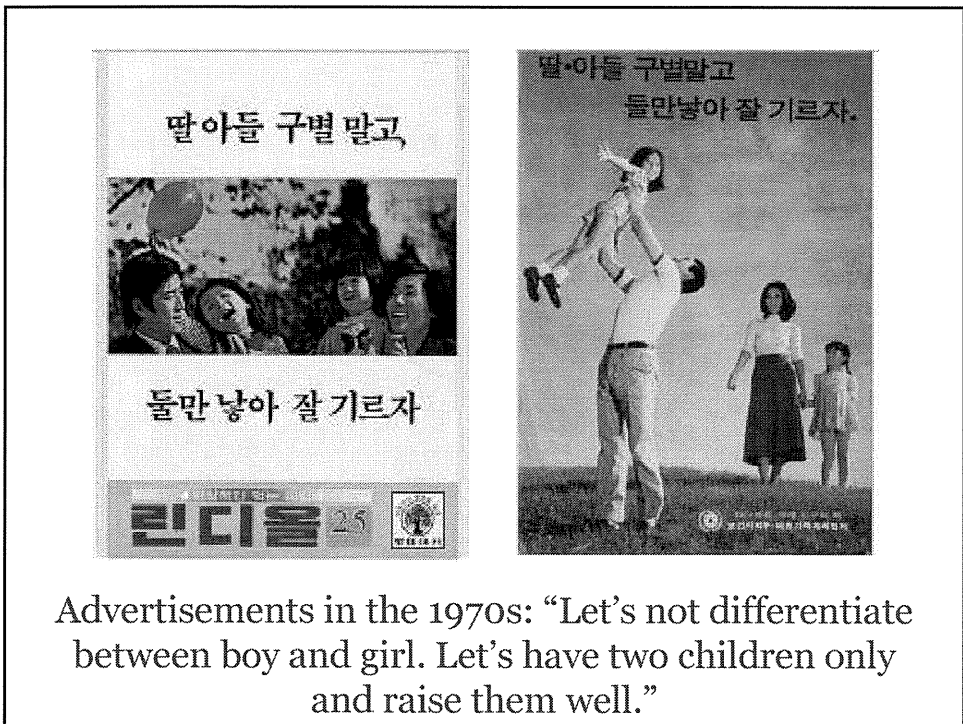 딸 아들 구별 말고,
둘만 낳아 잘 기르자
린디올 25
딸•아들 구별말고
둘만낳아 잘 기르자.
Advertisements in the 1970s: “Let’s not differentiate
between boy and girl. Let’s have two children only
and raise them well.”